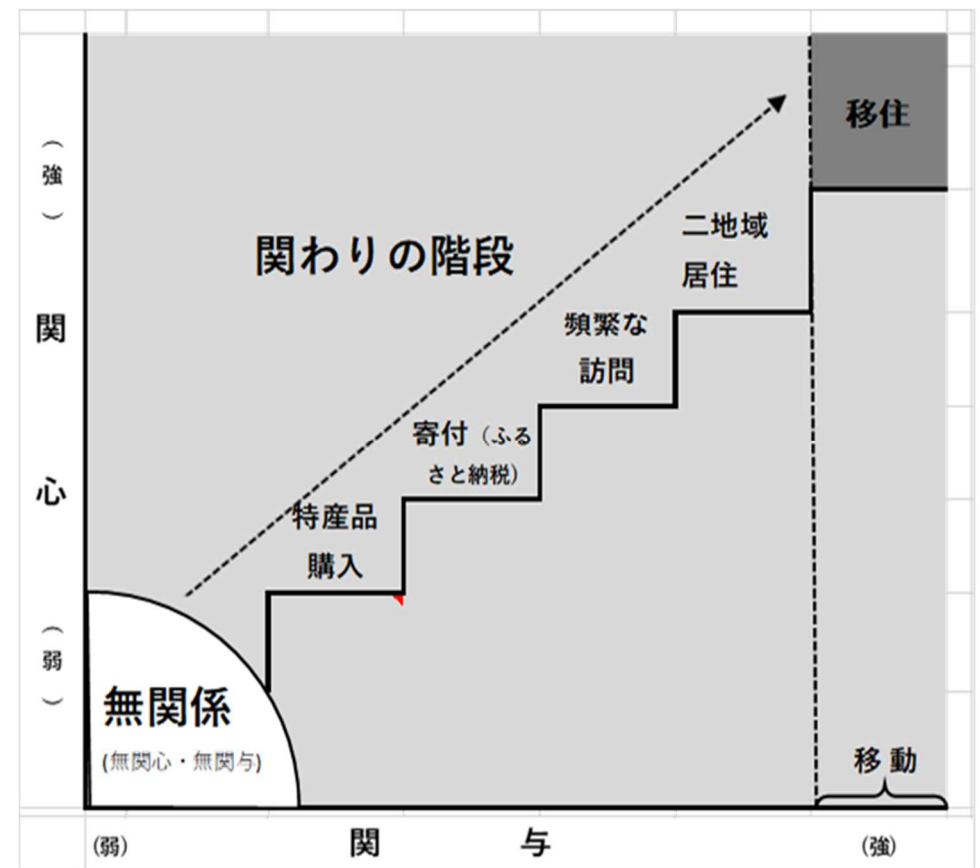 （強）
関心
（弱）
関わりの階段
移住
二地域
居住
頻繁な
訪問
寄付（ふる
さと納税）
特産品
購入
無関係
(無関心・無関与)
移動
(弱)
関与
(強)